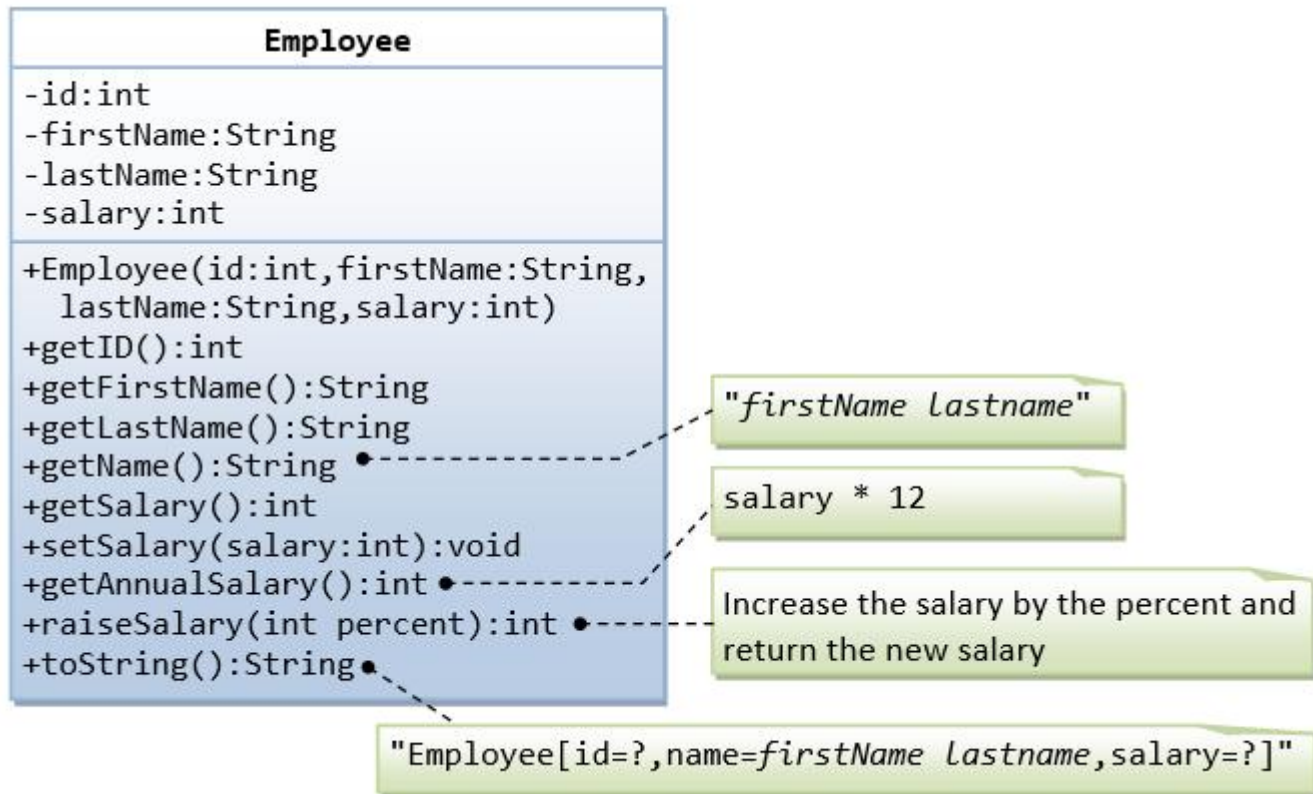 Employee
-id:int
-firstName:String
-lastName:String
-salary:int
+Employee(id:int,firstName:String,
lastName:String,salary:int)
+getID():int
+getFirstName():String
+getLastName():String
+getName():String
+getSalary():int
+setSalary(salary:int):void
+getAnnualSalary():int
+raiseSalary(int percent):int
+toString():String
"firstName lastname"
salary * 12
Increase the salary by the percent and
return the new salary
"Employee[id=?,name=firstName lastname,salary=?]"